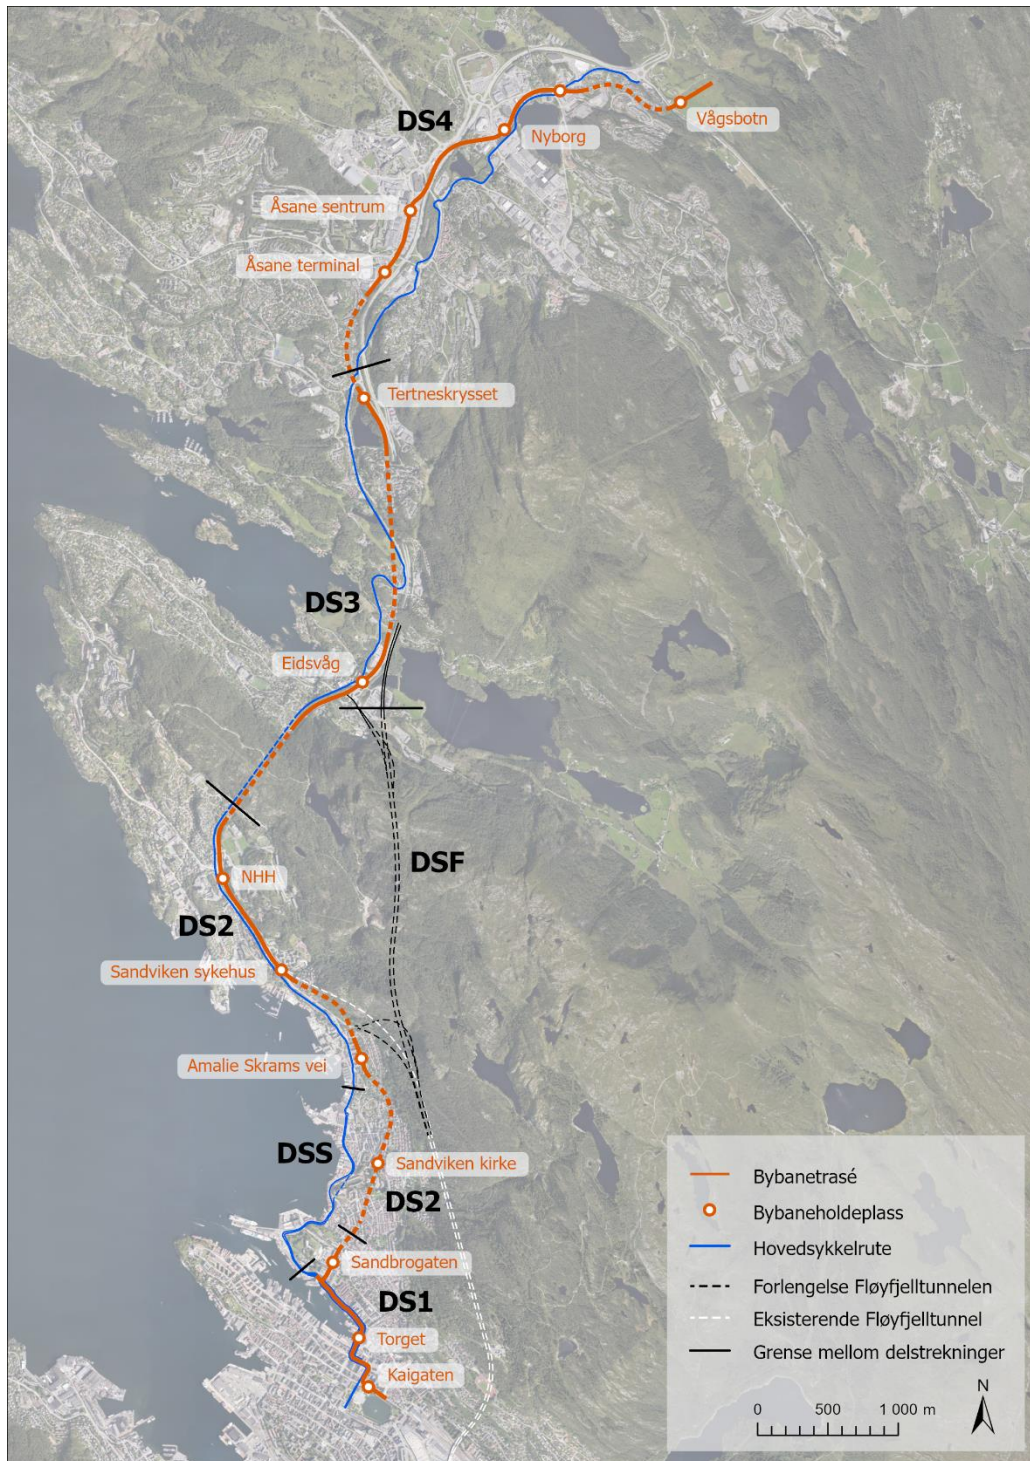 DS4
Vågsbotn
Nyborg
Åsane sentrum
Åsane terminal
Tertneskrysset
DS3
Eidsvåg
DSF
NHH
DS2
Sandviken sykehus
Amalie Skrams vei
DSS
Sandviken kirke
DS2
Sandbrogaten
DS1
Torget
Kaigaten
Bybanetrasé
Bybaneholdeplass
Hovedsykkelrute
Forlengelse Fløyfjelltunnelen
Eksisterende Fløyfjelltunnel
Grense mellom delstrekninger
N
0 500 1 000 m